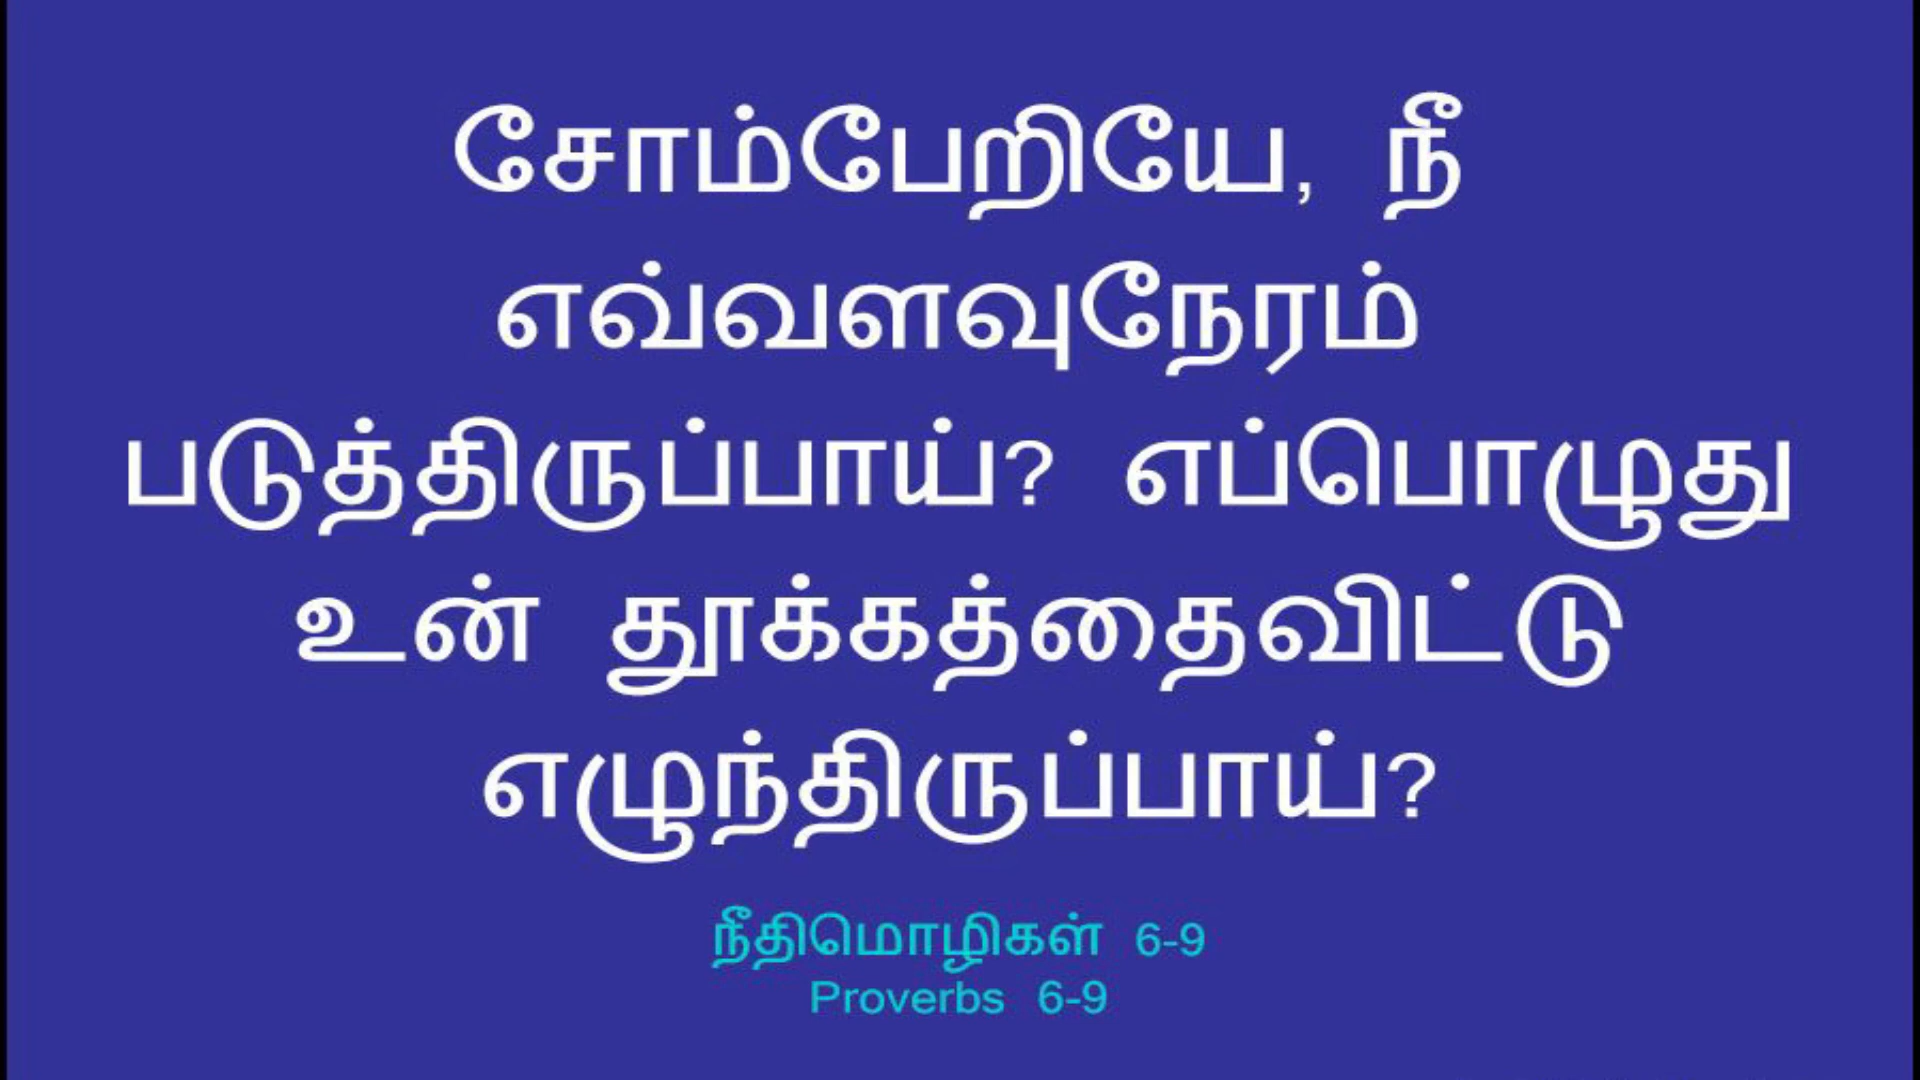 சோம்பேறியே, நீ
எவ்வளவுநேரம்
படுத்திருப்பாய்? எப்பொழுது
உன் தூக்கத்தைவிட்டு
எழுந்திருப்பாய்?
நீதிமொழிகள் 6-9
Proverbs 6-9